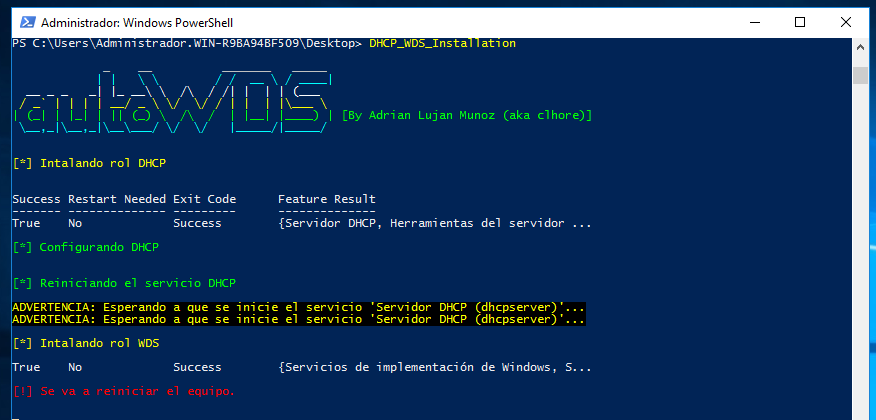 Administrador: Windows PowerShell
PS C:\Users\Administrador.WIN-R9BA94BF509\Desktop> DHCP_WDS_Installation
autoWDS
[By Adrian Lujan Munoz (aka clhore)]
[*] Intalando rol DHCP
Success Restart Needed Exit Code Feature Result
------- -------------- --------- --------------
True No Success {Servidor DHCP, Herramientas del servidor ...
[*] Configurando DHCP
[*] Reiniciando el servicio DHCP
ADVERTENCIA: Esperando a que se inicie el servicio 'Servidor DHCP (dhcpserver)'...
ADVERTENCIA: Esperando a que se inicie el servicio 'Servidor DHCP (dhcpserver)'...
[*] Intalando rol WDS
True No Success {Servicios de implementación de Windows, S...
[!] Se va a reiniciar el equipo.